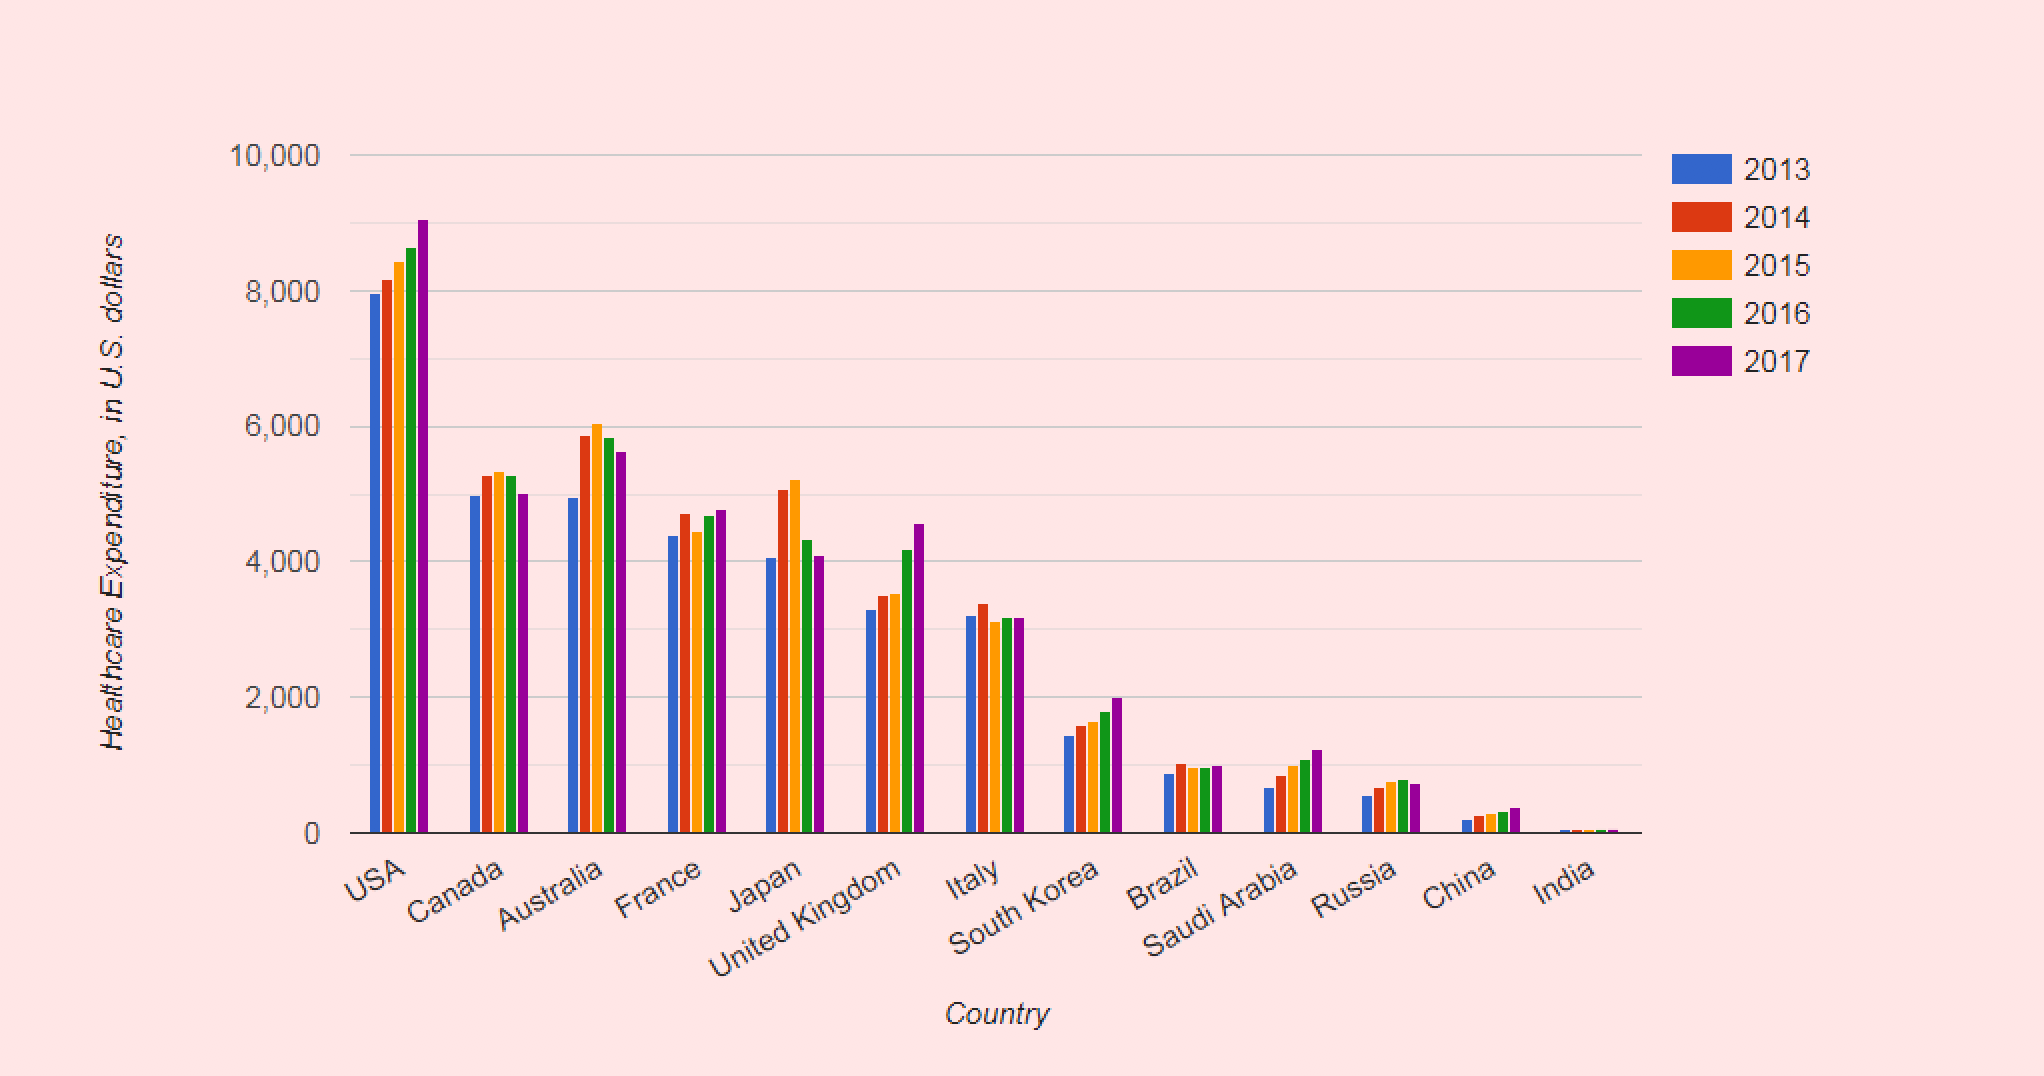 10,000
8,000
6,000
4,000
2,000
0
Healthcare Expenditure, in U.S. dollars
2013
2014
2015
2016
2017
USA
Canada
Australia
France
Japan
United Kingdom
Italy
South Korea
Brazil
Saudi Arabia
Russia
China
India
Country